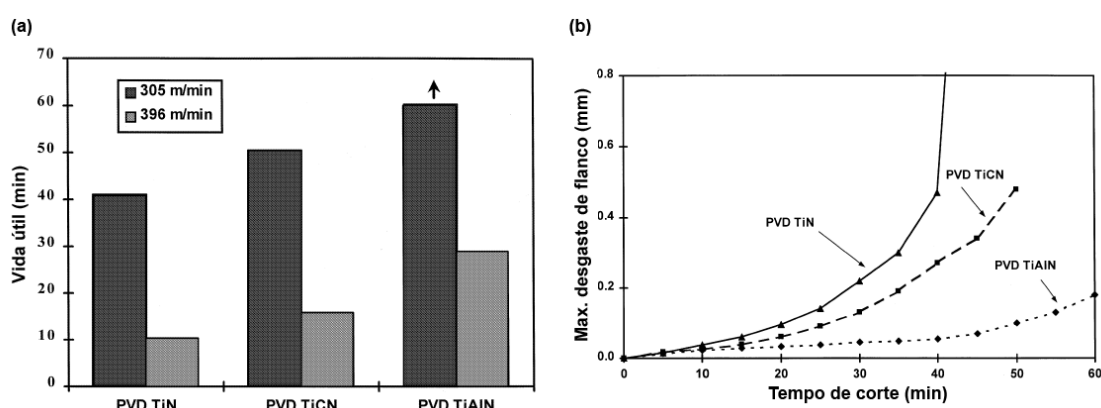 (a)
70
60
50
40
30
20
10
0
Vida útil (min)
305 m/min
396 m/min
PVD TiN
PVD TiCN
PVD TiAlN
(b)
0.8
0.6
0.4
0.2
0.0
Max. desgaste de flanco (mm)
PVD TiN
PVD TiCN
PVD TiAlN
0 10 20 30 40 50 60
Tempo de corte (min)